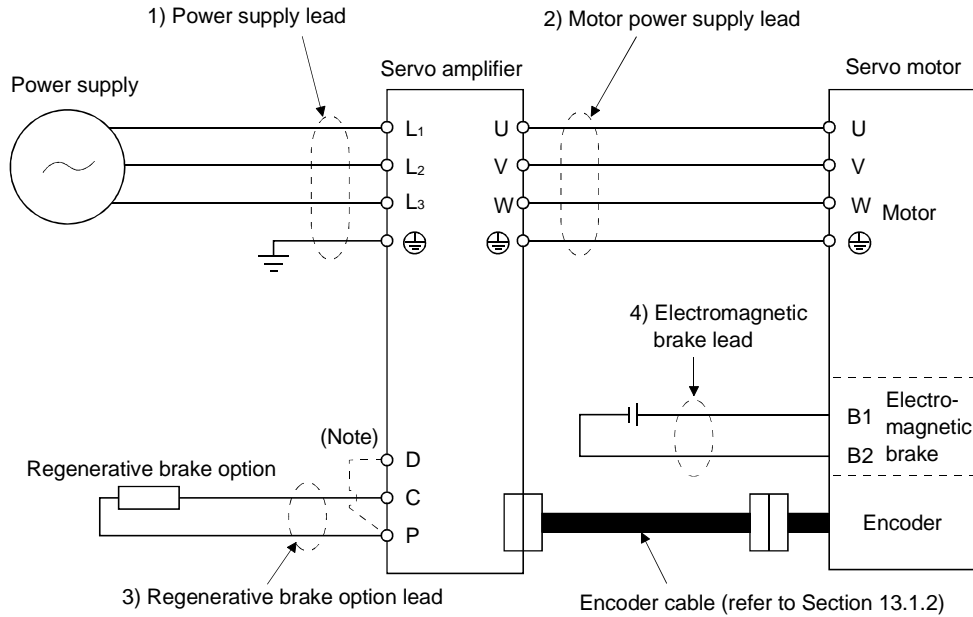 1) Power supply lead
2) Motor power supply lead
Power supply
Servo amplifier
Servo motor
L1
U
U
L2
V
V
L3
W
W
Motor
4) Electromagnetic
brake lead
B1
B2
Electro-
magnetic
brake
(Note)
D
Regenerative brake option
C
P
Encoder
3) Regenerative brake option lead
Encoder cable (refer to Section 13.1.2)